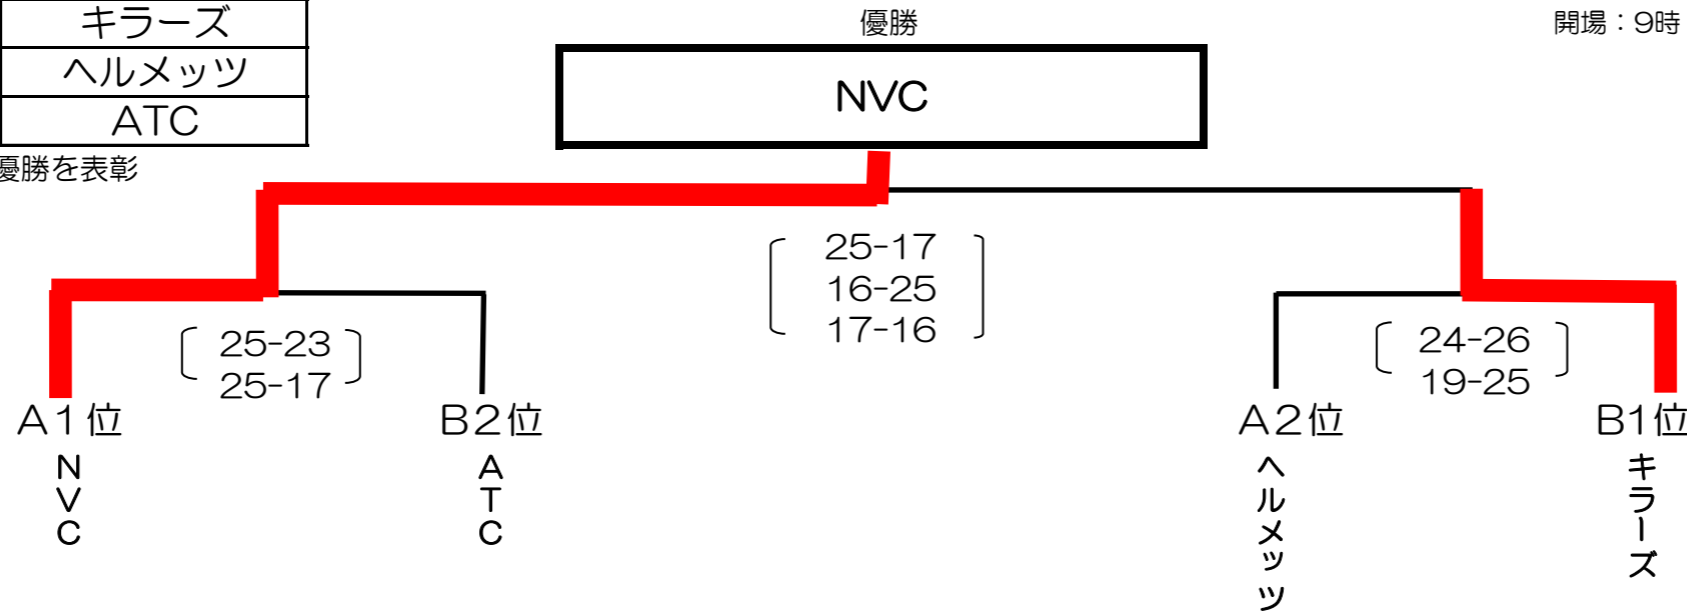 キラーズ
ヘルメッツ
ATC
優勝を表彰
優勝
NVC
開場：9時
25-17
16-25
17-16
25-23
25-17
24-26
19-25
A１位
B２位
A２位
B１位
NVC
ATC
ヘルメッツ
キラーズ